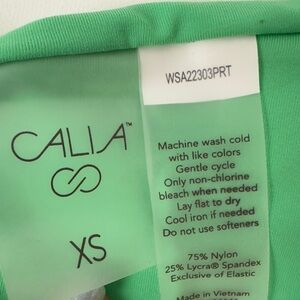 CALIA™
XS
WSA22303PRT
Machine wash cold
with like colors
Gentle cycle
Only non-chlorine
bleach when needed
Lay flat to dry
Cool iron if needed
Do not use softeners
75% Nylon
25% Lycra® Spandex
Exclusive of Elastic
Made in Vietnam